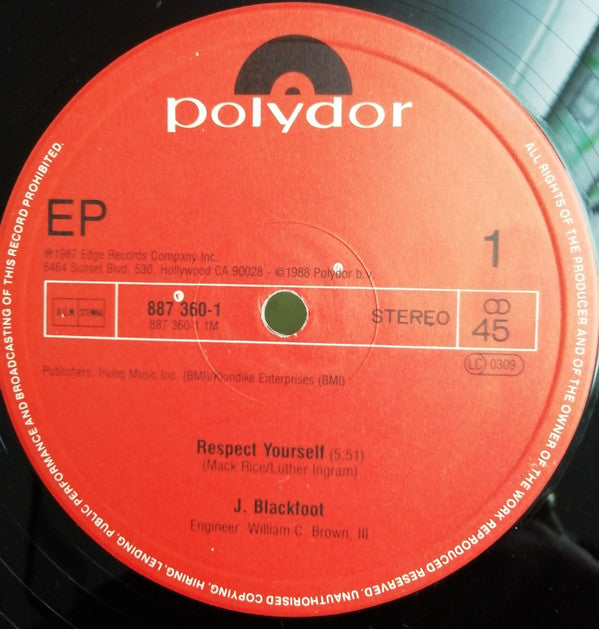 polydor
EP
1
℗1987 Edge Records Company Inc.
6464 Sunset Blvd. 530, Hollywood CA 90028 - ©1988 Polydor b.v.
B.I.E.M. STEMRA
887 360-1
887 360-1 1M
STEREO
45
LC 0309
Publishers: Irving Music Inc. (BMI)/Klondike Enterprises (BMI)
Respect Yourself (5:51)
(Mack Rice/Luther Ingram)
J. Blackfoot
Engineer: William C. Brown, III
ALL RIGHTS OF THE PRODUCER AND OF THE OWNER OF THE WORK REPRODUCED RESERVED. UNAUTHORISED COPYING, HIRING, LENDING, PUBLIC PERFORMANCE AND BROADCASTING OF THIS RECORD PROHIBITED.